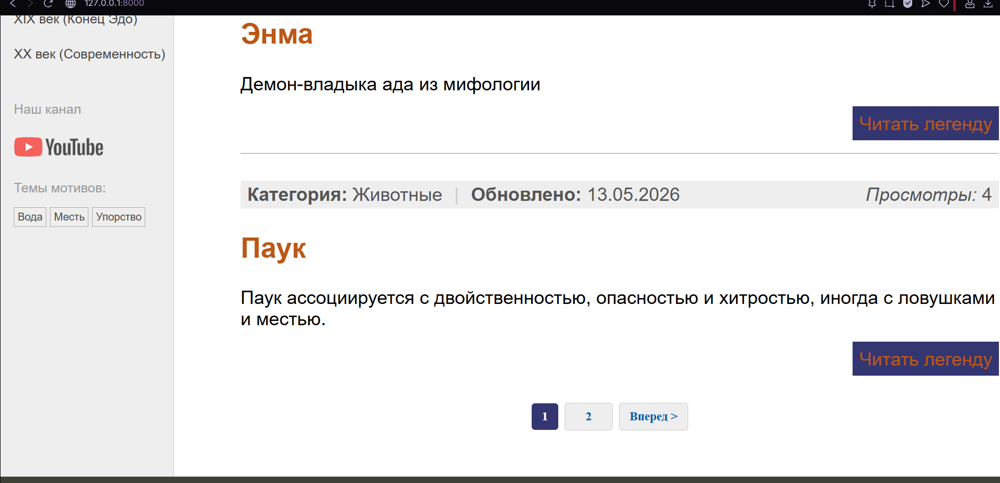 127.0.0.1:8000
XIX век (Конец Эдо)
XX век (Современность)
Наш канал
YouTube
Темы мотивов:
Вода Месть Упорство
Энма
Демон-владыка ада из мифологии
Читать легенду
Категория: Животные | Обновлено: 13.05.2026 Просмотры: 4
Паук
Паук ассоциируется с двойственностью, опасностью и хитростью, иногда с ловушками
и местью.
Читать легенду
1 2 Вперед >